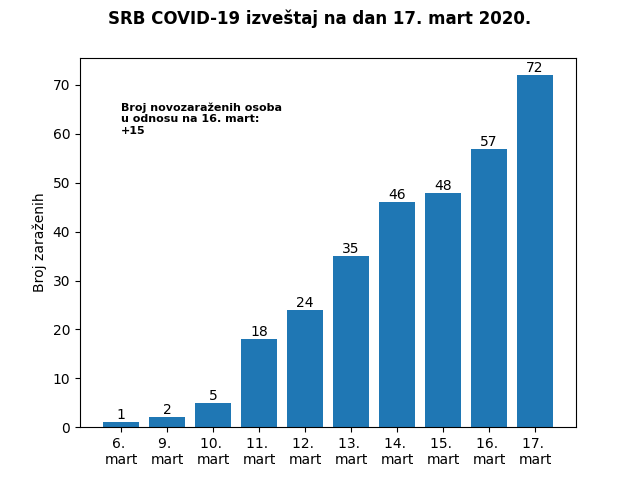 SRB COVID-19 izveštaj na dan 17. mart 2020.
Broj novozaraženih osoba
u odnosu na 16. mart:
+15
Broj zaraženih
70
60
50
40
30
20
10
0
1
2
5
18
24
35
46
48
57
72
6. mart
9. mart
10. mart
11. mart
12. mart
13. mart
14. mart
15. mart
16. mart
17. mart